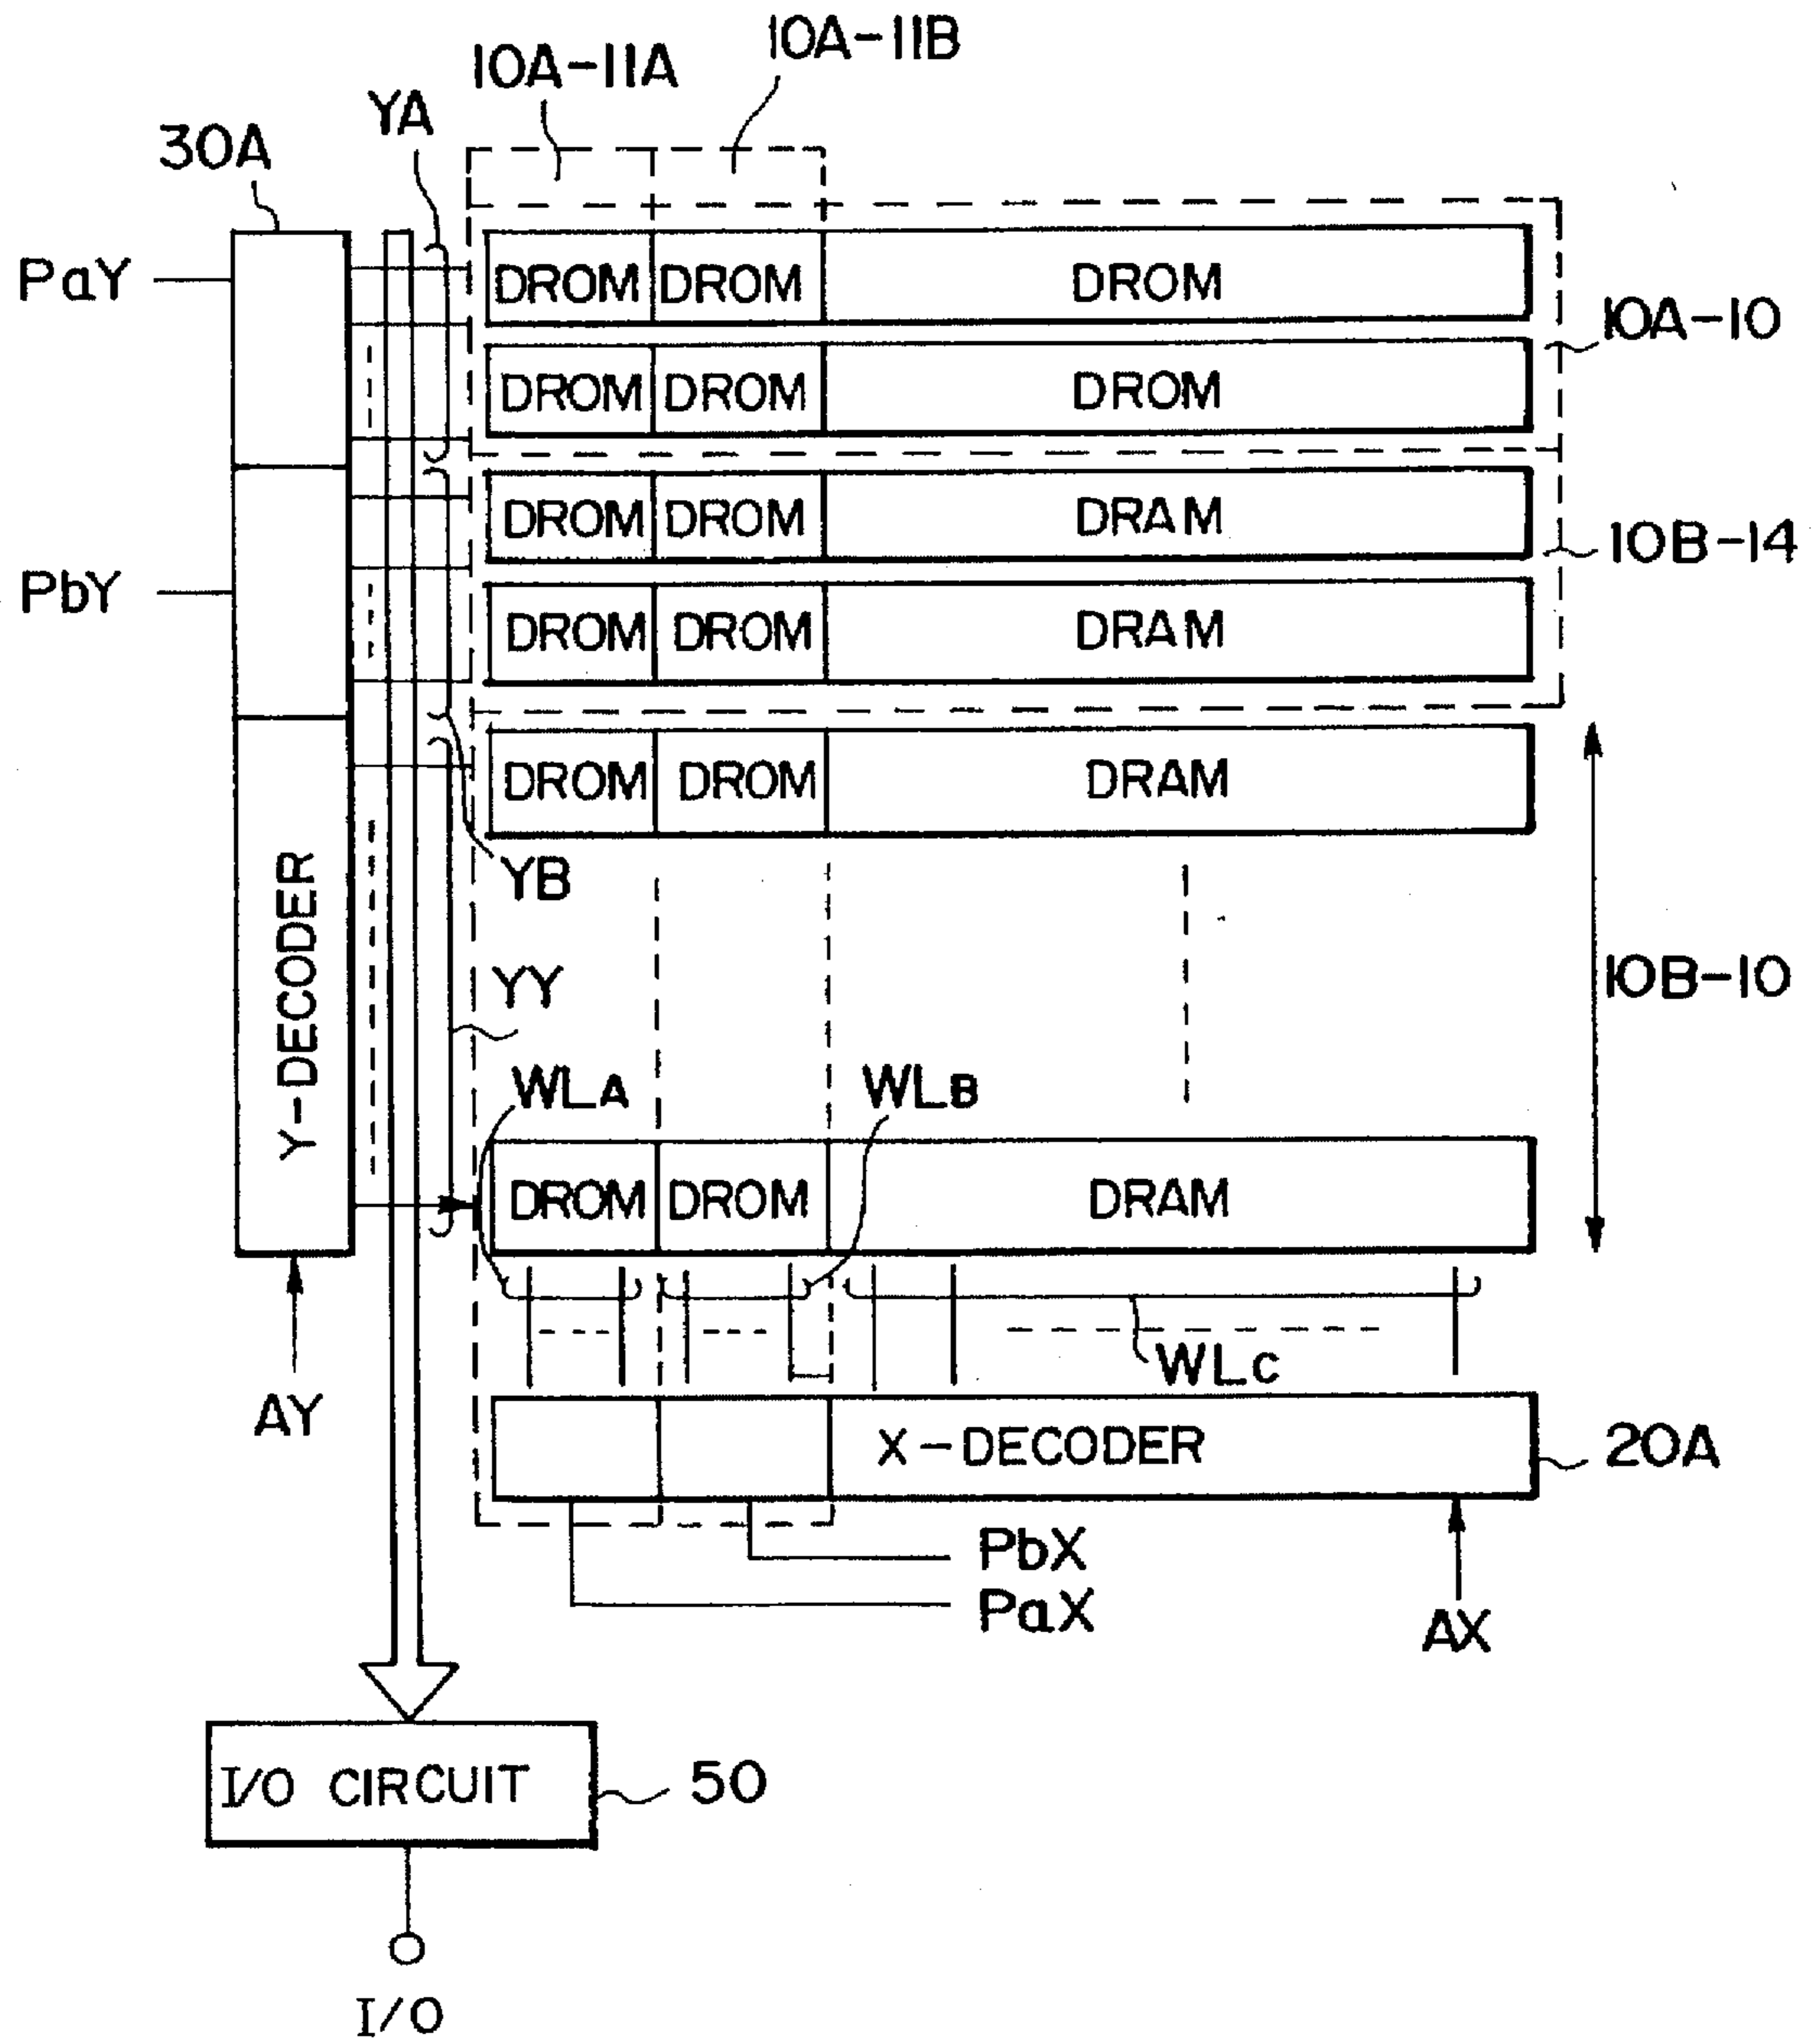 10A-11B
10A-11A
YA
30A
PaY
DROM DROM DROM
10A-10
DROM DROM DROM
DROM DROM DRAM
10B-14
PbY
DROM DROM DRAM
DROM DROM DRAM
YB
Y-DECODER
YY
10B-10
WLA
WLB
DROM DROM DRAM
WLC
AY
X-DECODER
20A
PbX
PaX
AX
I/O CIRCUIT
50
I/O